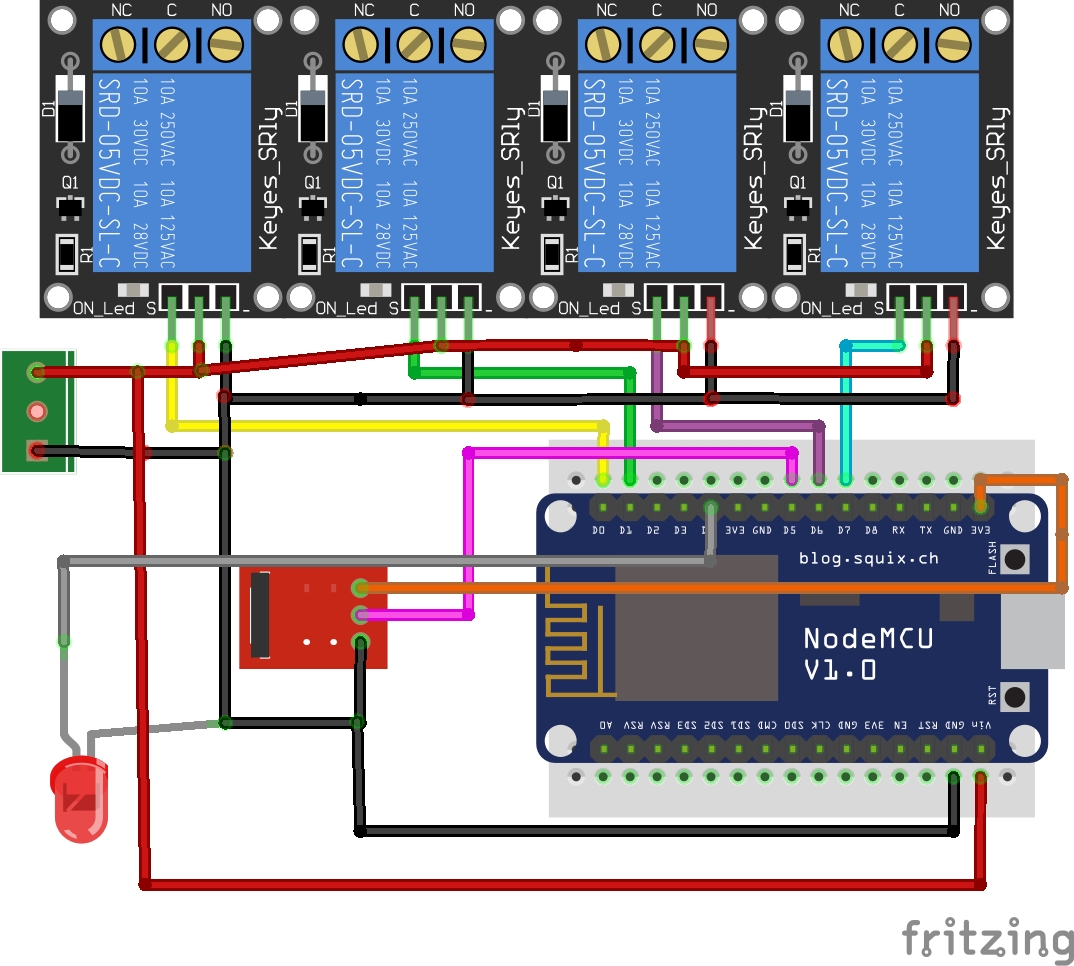 NC C NO NC C NO NC C NO NC C NO
D1 SRD-05VDC-SL-C
10A 30VDC 10A 28VDC
10A 250VAC 10A 125VAC
Keyes_SRly
D1 SRD-05VDC-SL-C
10A 30VDC 10A 28VDC
10A 250VAC 10A 125VAC
Keyes_SRly
D1 SRD-05VDC-SL-C
10A 30VDC 10A 28VDC
10A 250VAC 10A 125VAC
Keyes_SRly
D1 SRD-05VDC-SL-C
10A 30VDC 10A 28VDC
10A 250VAC 10A 125VAC
Keyes_SRly
Q1 Q1 Q1 Q1
R1 R1 R1 R1
ON_Led S - ON_Led S - ON_Led S - ON_Led S -
D0 D1 D2 D3 3V3 GND D5 D6 D7 D8 RX TX GND 3V3
blog.squix.ch
FLASH
NodeMCU
V1.0
RST
A0 RSV RSV SD3 SD2 SD1 CMD SD0 CLK GND 3V3 EN RST GND Vin
fritzing